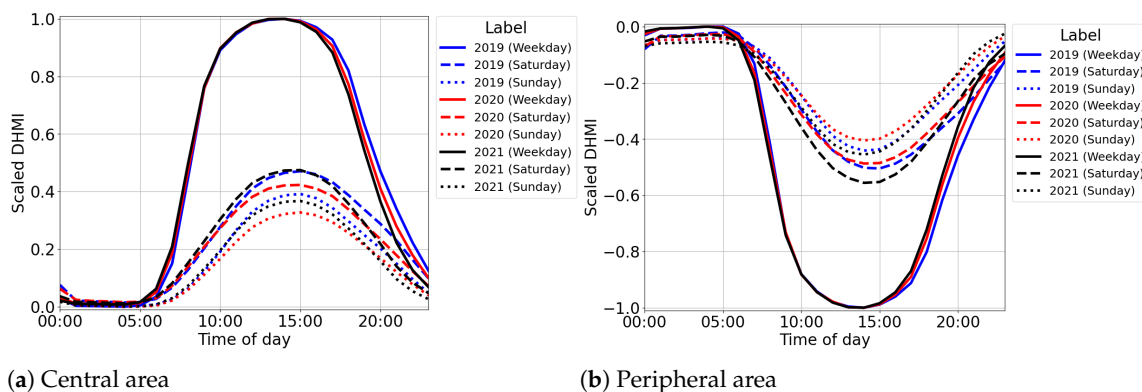 Scaled DHMI
1.0
0.8
0.6
0.4
0.2
0.0
00:00 05:00 10:00 15:00 20:00
Time of day
Label
2019 (Weekday)
2019 (Saturday)
2019 (Sunday)
2020 (Weekday)
2020 (Saturday)
2020 (Sunday)
2021 (Weekday)
2021 (Saturday)
2021 (Sunday)
(a) Central area
Scaled DHMI
−0.0
−0.2
−0.4
−0.6
−0.8
−1.0
00:00 05:00 10:00 15:00 20:00
Time of day
Label
2019 (Weekday)
2019 (Saturday)
2019 (Sunday)
2020 (Weekday)
2020 (Saturday)
2020 (Sunday)
2021 (Weekday)
2021 (Saturday)
2021 (Sunday)
(b) Peripheral area